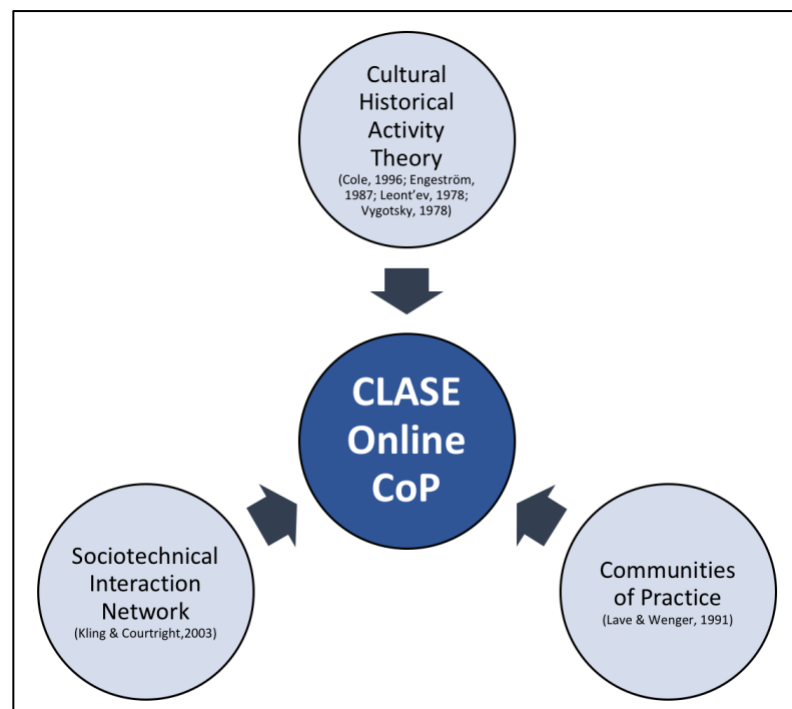 Cultural
Historical
Activity
Theory
(Cole, 1996; Engeström,
1987; Leont’ev, 1978;
Vygotsky, 1978)
CLASE
Online
CoP
Sociotechnical
Interaction
Network
(Kling & Courtright,2003)
Communities
of Practice
(Lave & Wenger, 1991)